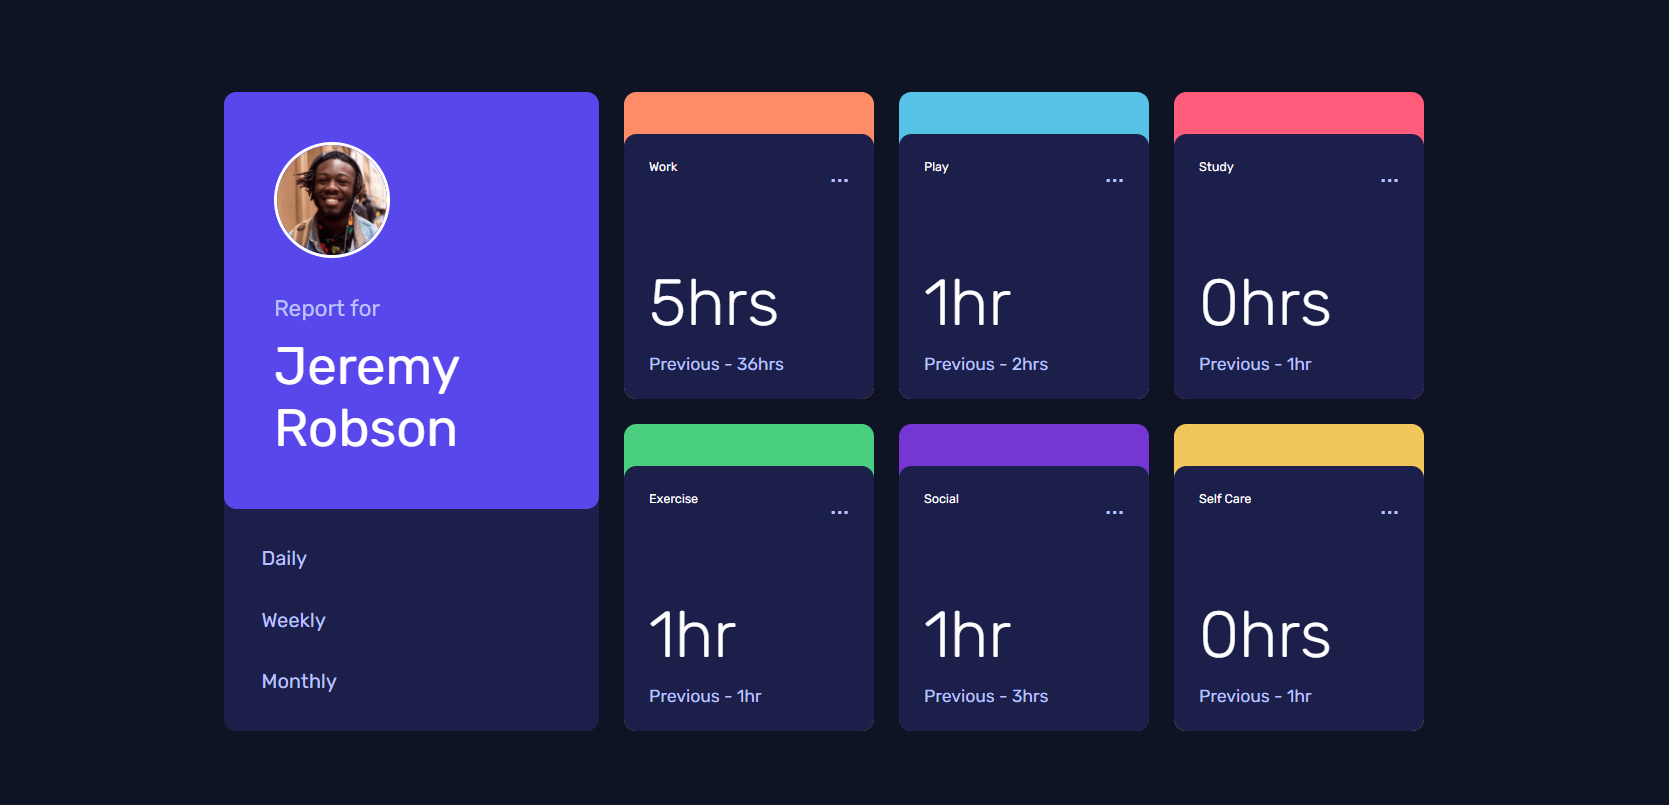 Report for
Jeremy
Robson
Daily
Weekly
Monthly
Work
...
5hrs
Previous - 36hrs
Play
...
1hr
Previous - 2hrs
Study
...
0hrs
Previous - 1hr
Exercise
...
1hr
Previous - 1hr
Social
...
1hr
Previous - 3hrs
Self Care
...
0hrs
Previous - 1hr